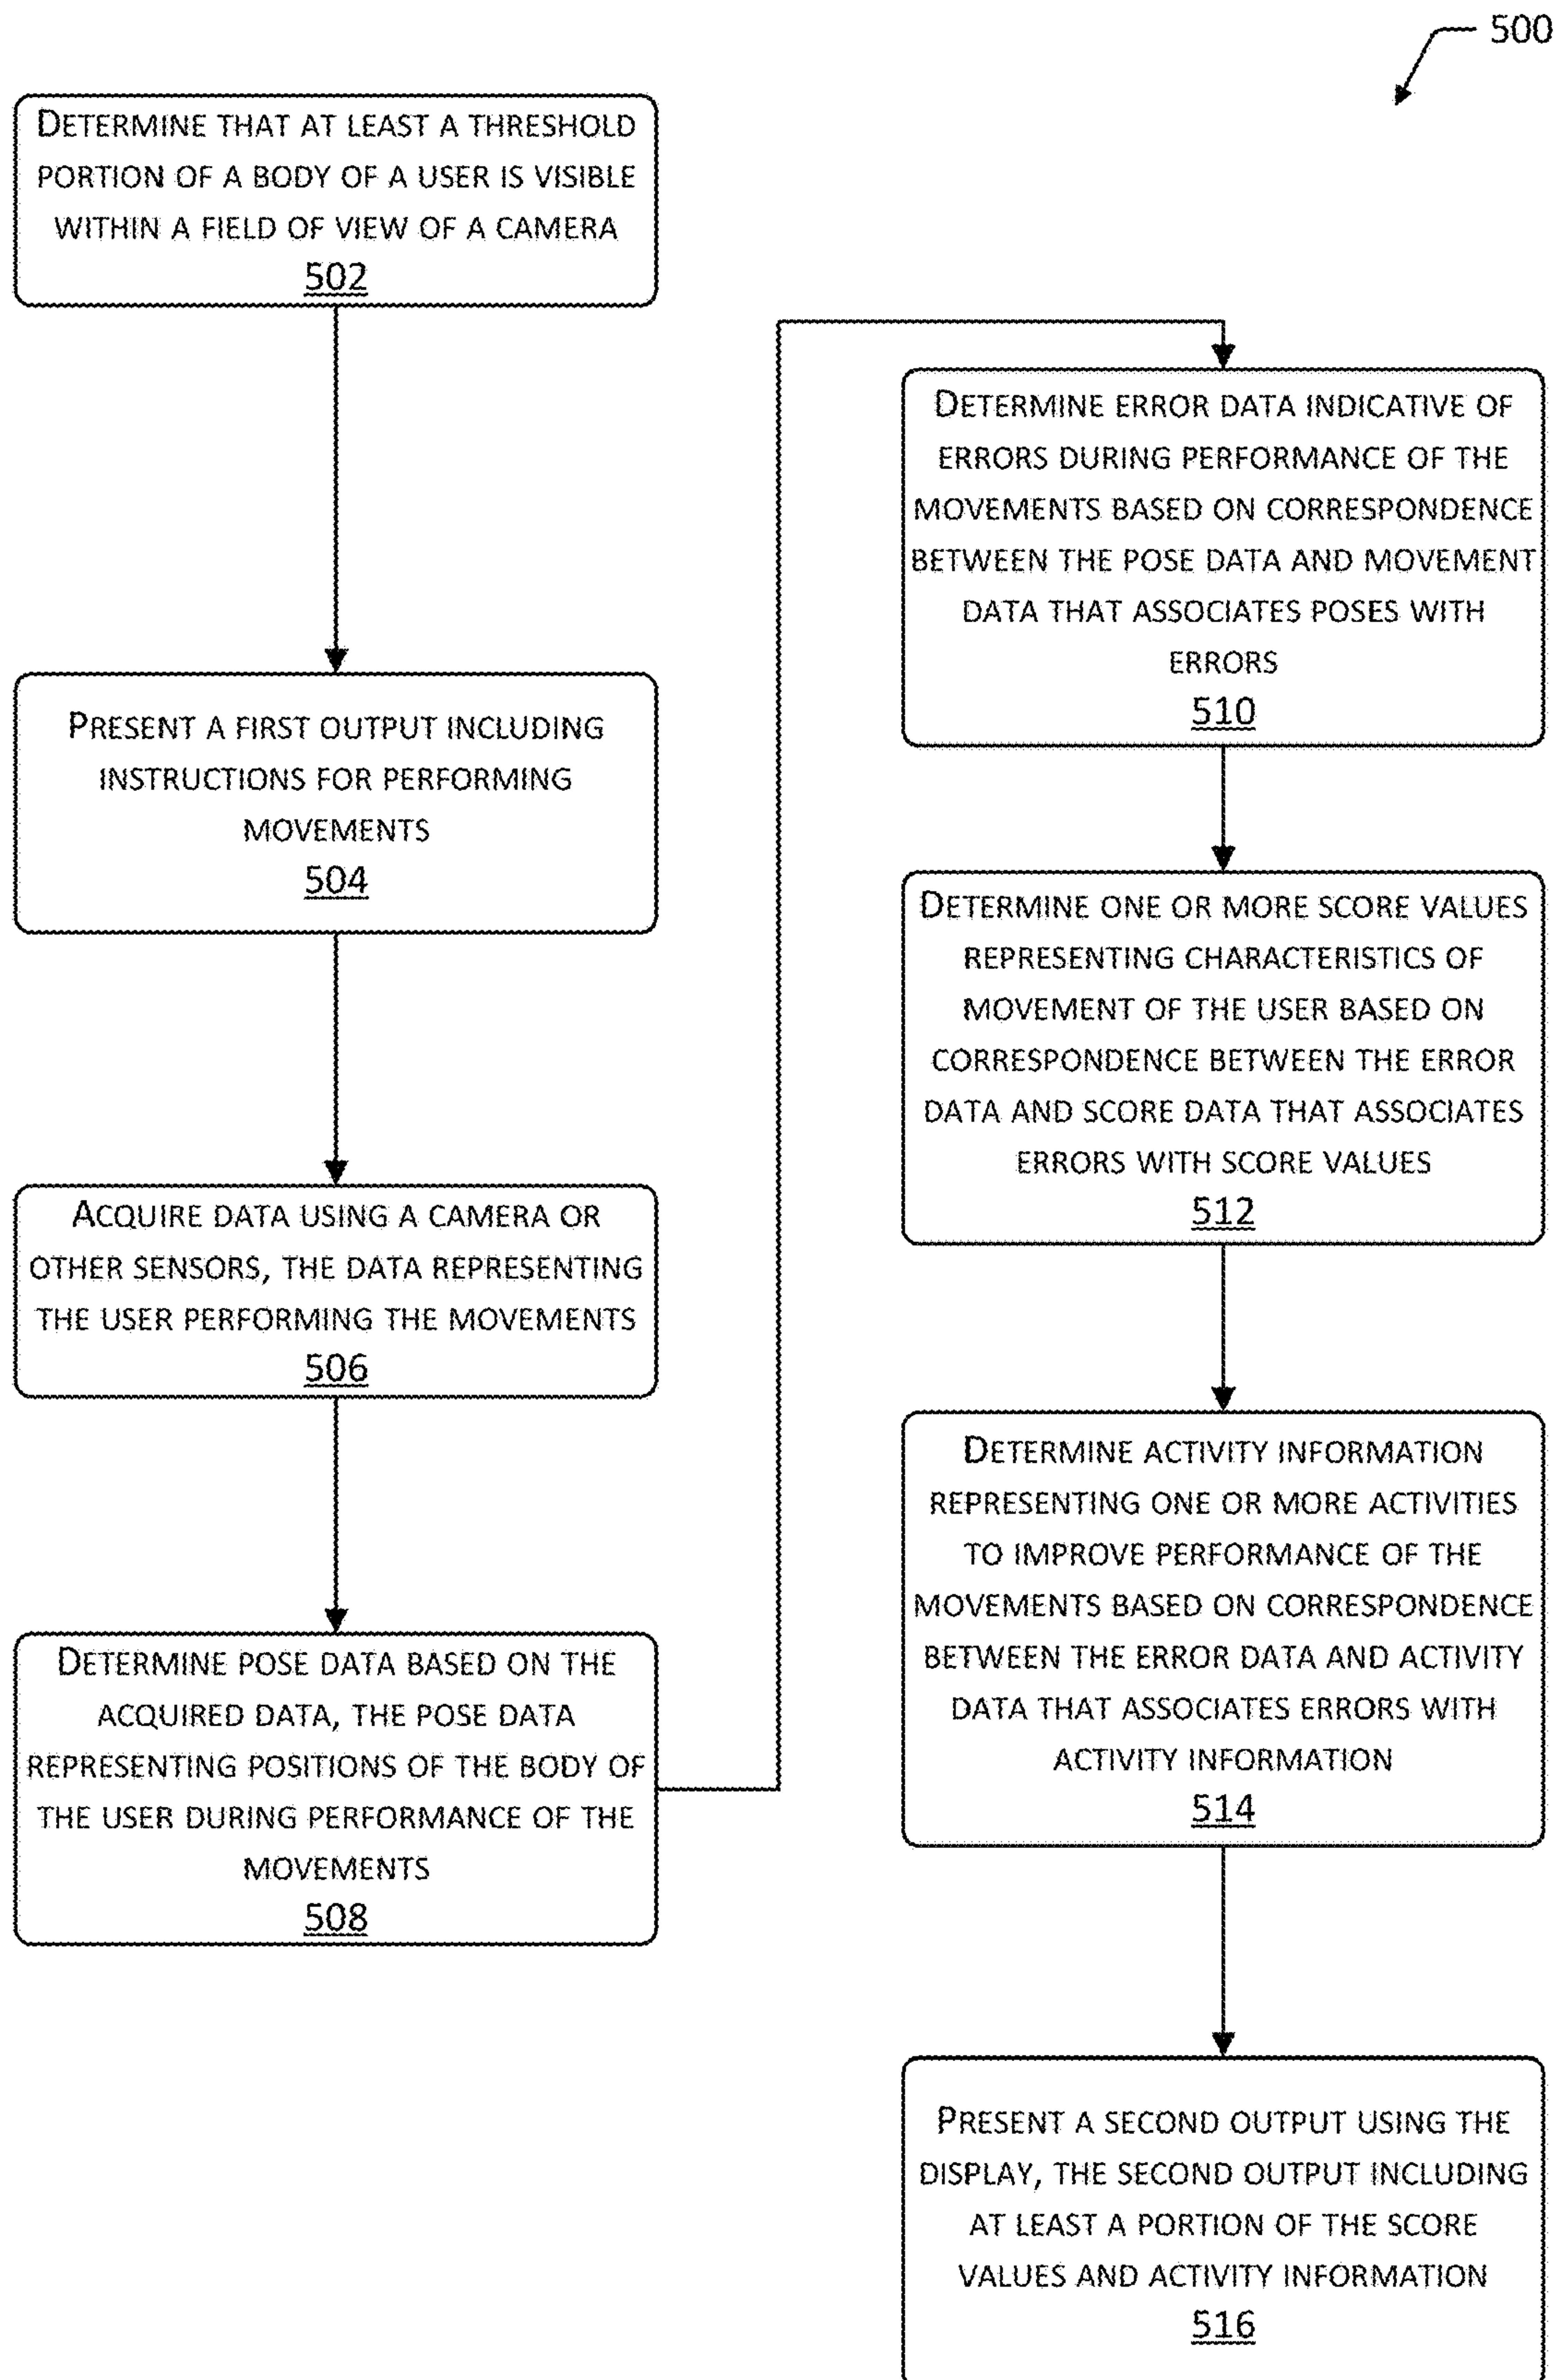 500
DETERMINE THAT AT LEAST A THRESHOLD
PORTION OF A BODY OF A USER IS VISIBLE
WITHIN A FIELD OF VIEW OF A CAMERA
502
PRESENT A FIRST OUTPUT INCLUDING
INSTRUCTIONS FOR PERFORMING
MOVEMENTS
504
ACQUIRE DATA USING A CAMERA OR
OTHER SENSORS, THE DATA REPRESENTING
THE USER PERFORMING THE MOVEMENTS
506
DETERMINE POSE DATA BASED ON THE
ACQUIRED DATA, THE POSE DATA
REPRESENTING POSITIONS OF THE BODY OF
THE USER DURING PERFORMANCE OF THE
MOVEMENTS
508
DETERMINE ERROR DATA INDICATIVE OF
ERRORS DURING PERFORMANCE OF THE
MOVEMENTS BASED ON CORRESPONDENCE
BETWEEN THE POSE DATA AND MOVEMENT
DATA THAT ASSOCIATES POSES WITH
ERRORS
510
DETERMINE ONE OR MORE SCORE VALUES
REPRESENTING CHARACTERISTICS OF
MOVEMENT OF THE USER BASED ON
CORRESPONDENCE BETWEEN THE ERROR
DATA AND SCORE DATA THAT ASSOCIATES
ERRORS WITH SCORE VALUES
512
DETERMINE ACTIVITY INFORMATION
REPRESENTING ONE OR MORE ACTIVITIES
TO IMPROVE PERFORMANCE OF THE
MOVEMENTS BASED ON CORRESPONDENCE
BETWEEN THE ERROR DATA AND ACTIVITY
DATA THAT ASSOCIATES ERRORS WITH
ACTIVITY INFORMATION
514
PRESENT A SECOND OUTPUT USING THE
DISPLAY, THE SECOND OUTPUT INCLUDING
AT LEAST A PORTION OF THE SCORE
VALUES AND ACTIVITY INFORMATION
516